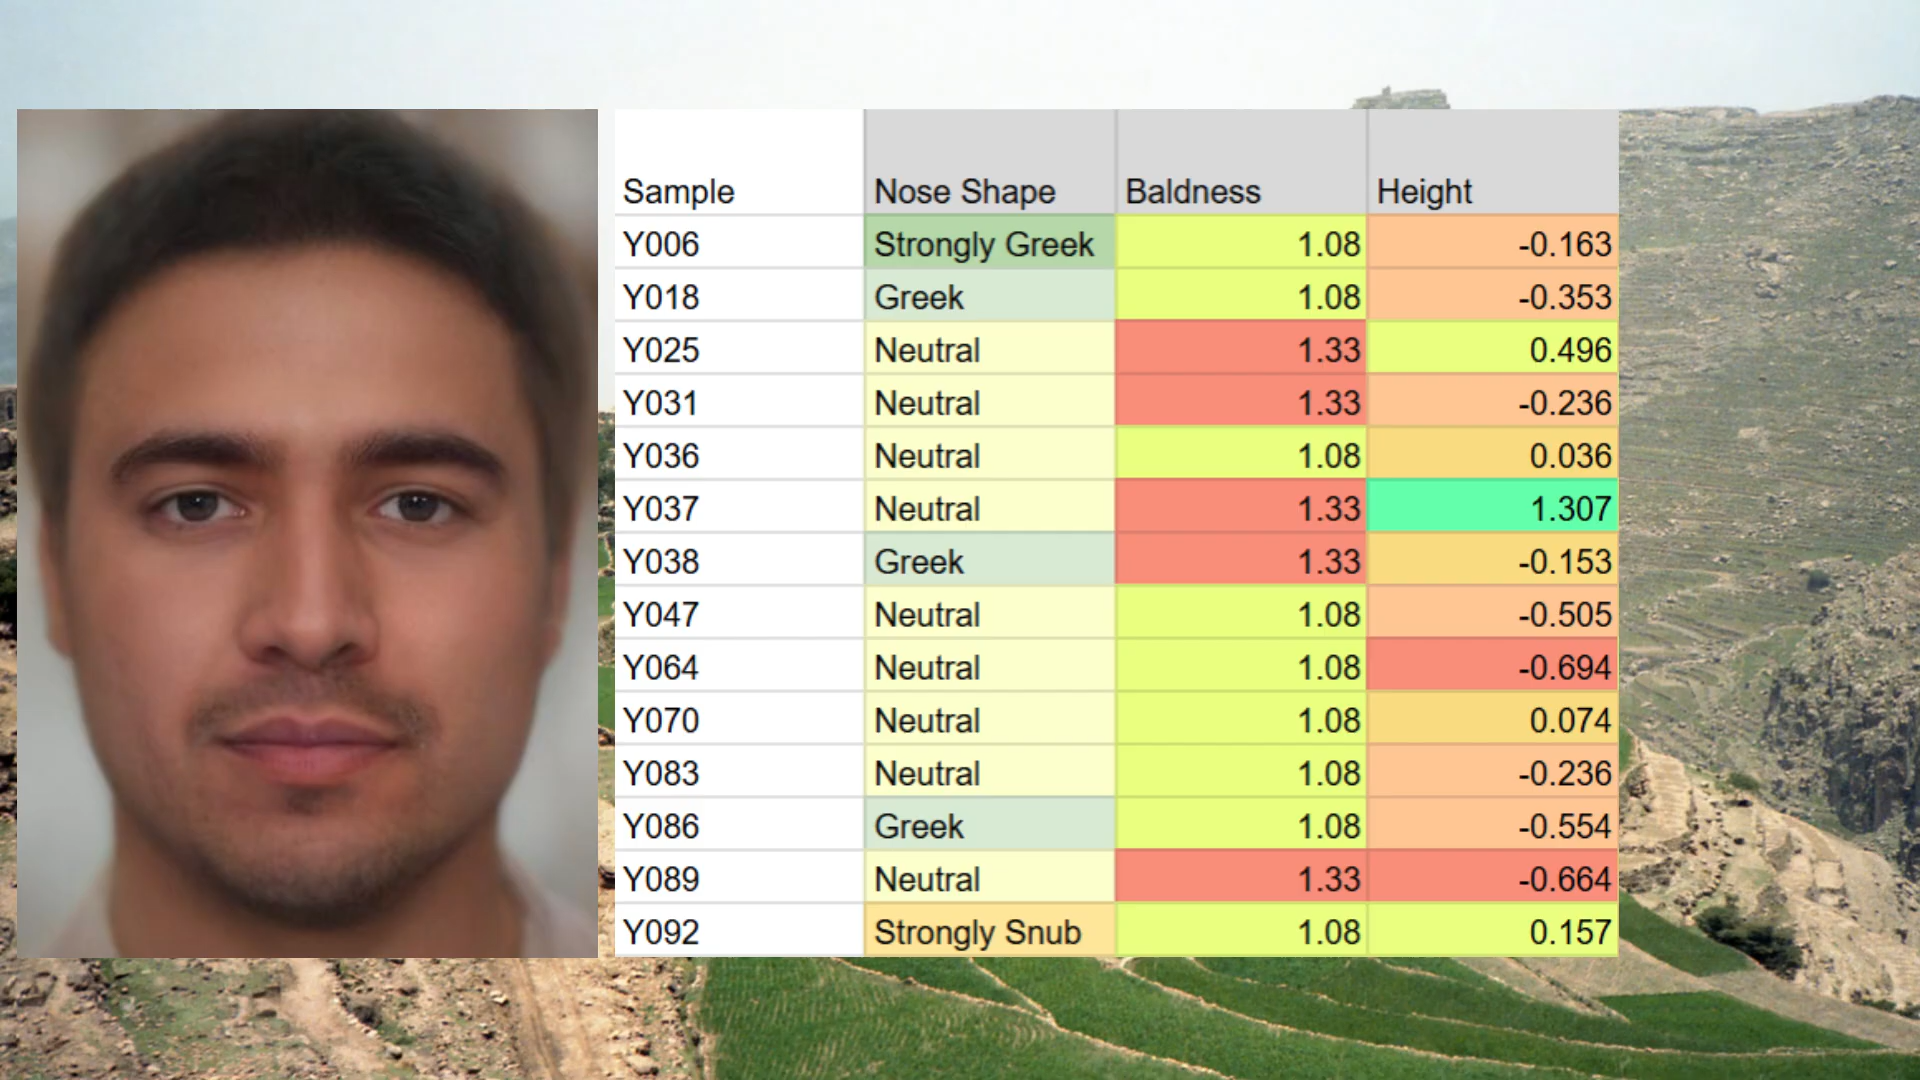 Sample Nose Shape Baldness Height
Y006 Strongly Greek 1.08 -0.163
Y018 Greek 1.08 -0.353
Y025 Neutral 1.33 0.496
Y031 Neutral 1.33 -0.236
Y036 Neutral 1.08 0.036
Y037 Neutral 1.33 1.307
Y038 Greek 1.33 -0.153
Y047 Neutral 1.08 -0.505
Y064 Neutral 1.08 -0.694
Y070 Neutral 1.08 0.074
Y083 Neutral 1.08 -0.236
Y086 Greek 1.08 -0.554
Y089 Neutral 1.33 -0.664
Y092 Strongly Snub 1.08 0.157